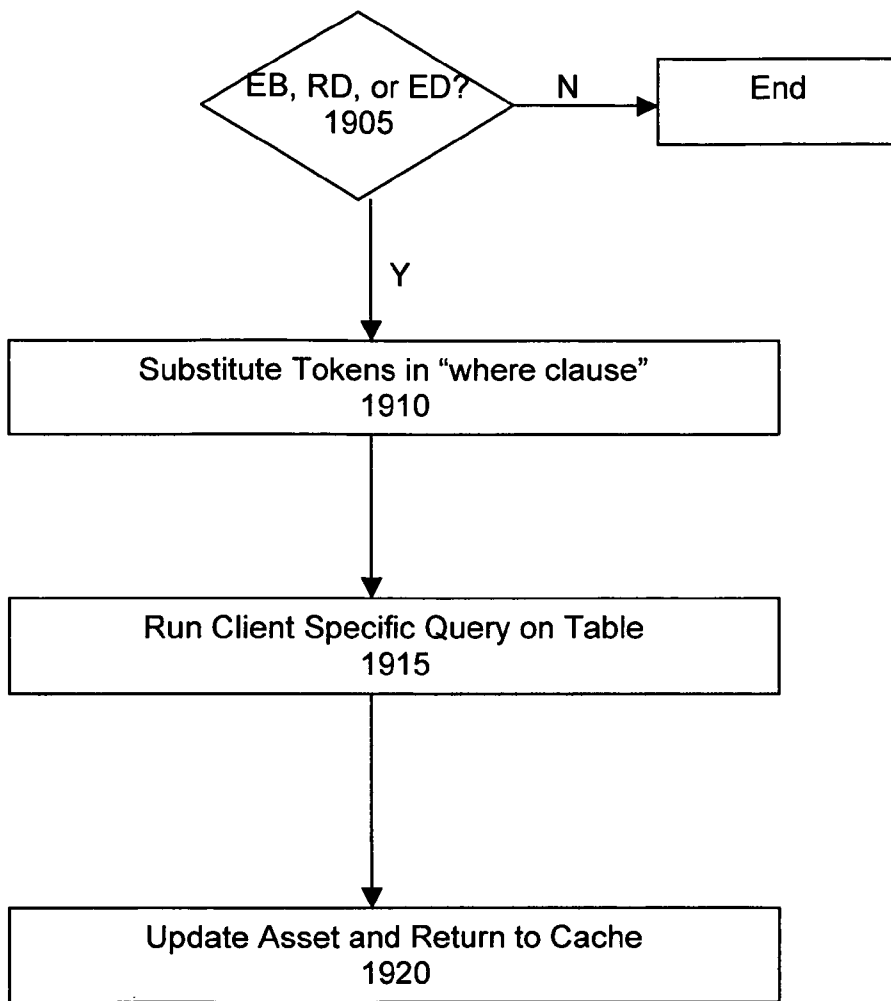 EB, RD, or ED?
1905
N
End
Y
Substitute Tokens in “where clause”
1910
Run Client Specific Query on Table
1915
Update Asset and Return to Cache
1920